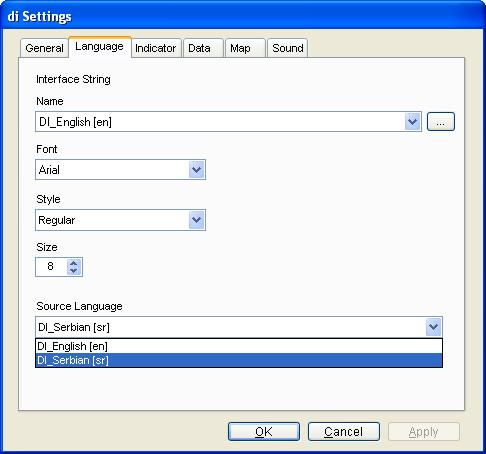 di Settings
General Language Indicator Data Map Sound
Interface String
Name
DI_English [en] ...
Font
Arial
Style
Regular
Size
8
Source Language
DI_Serbian [sr]
DI_English [en]
DI_Serbian [sr]
OK Cancel Apply